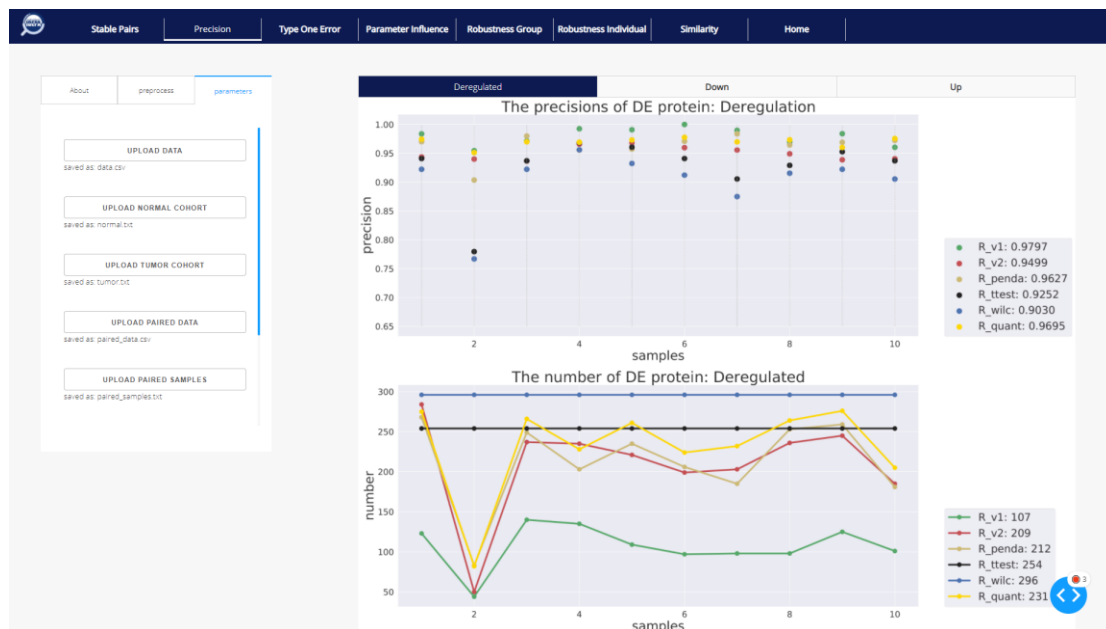 Stable Pairs
Precision
Type One Error
Parameter Influence
Robustness Group
Robustness Individual
Similarity
Home
About
preprocess
parameters
UPLOAD DATA
saved as: data.csv
UPLOAD NORMAL COHORT
saved as: normal.txt
UPLOAD TUMOR COHORT
saved as: tumor.txt
UPLOAD PAIRED DATA
saved as: paired_data.csv
UPLOAD PAIRED SAMPLES
saved as: paired_samples.txt
Deregulated
Down
Up
The precisions of DE protein: Deregulation
precision
1.00
0.95
0.90
0.85
0.80
0.75
0.70
0.65
2
4
6
8
10
samples
R_v1: 0.9797
R_v2: 0.9499
R_penda: 0.9627
R_ttest: 0.9252
R_wilc: 0.9030
R_quant: 0.9695
The number of DE protein: Deregulated
number
300
250
200
150
100
50
2
4
6
8
10
samples
R_v1: 107
R_v2: 209
R_penda: 212
R_ttest: 254
R_wilc: 296
R_quant: 231
3